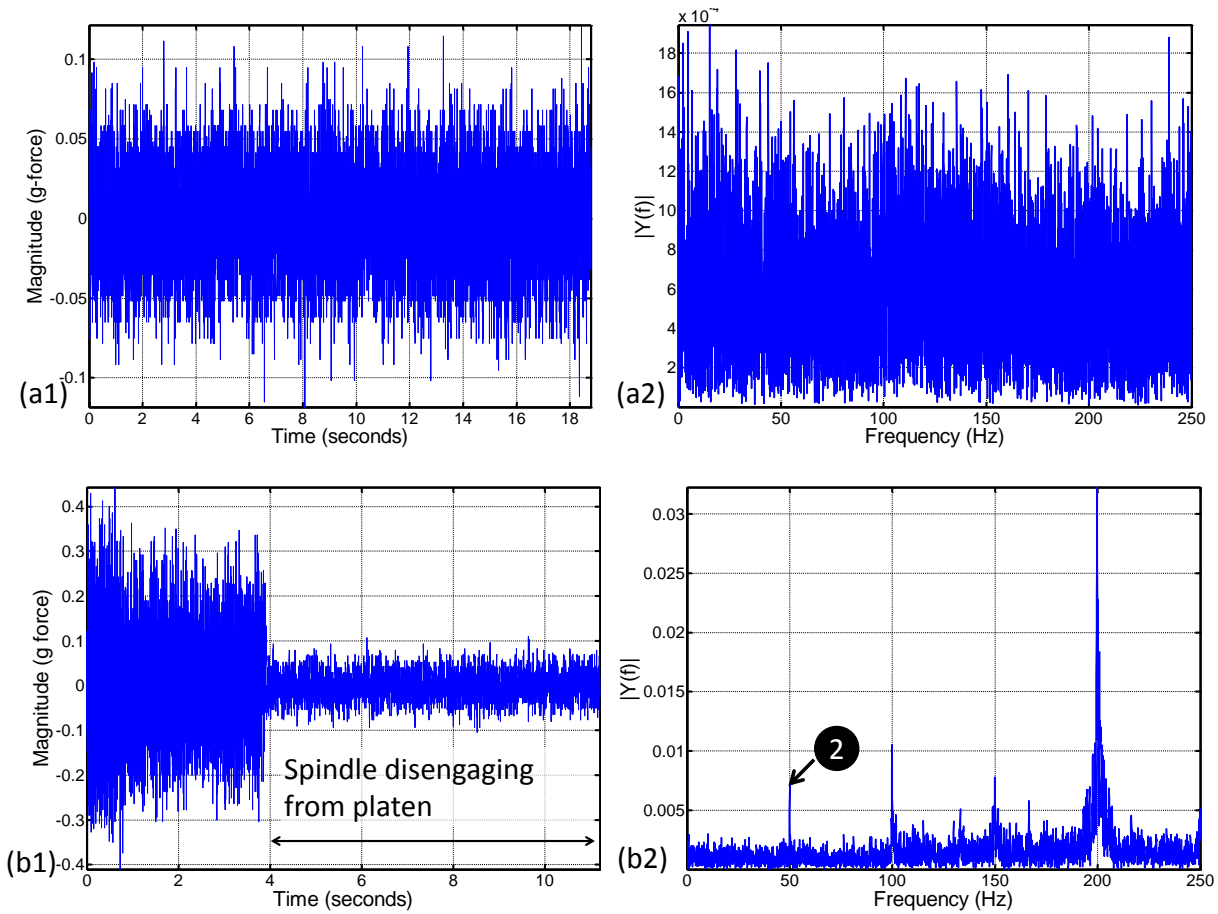 0.1
0.05
0
-0.05
-0.1
Magnitude (g-force)
0 2 4 6 8 10 12 14 16 18
Time (seconds)
(a1)
x 10⁻⁴
18
16
14
12
10
8
6
4
2
|Y(f)|
0 50 100 150 200 250
Frequency (Hz)
(a2)
0.4
0.3
0.2
0.1
0
-0.1
-0.2
-0.3
-0.4
Magnitude (g force)
Spindle disengaging
from platen
0 2 4 6 8 10
Time (seconds)
(b1)
0.03
0.025
0.02
0.015
0.01
0.005
|Y(f)|
2
0 50 100 150 200 250
Frequency (Hz)
(b2)